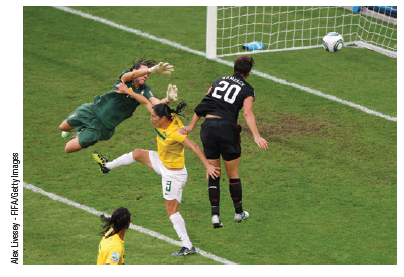 Alex Livesey - FIFA/Getty Images
WAMBACH
20
3